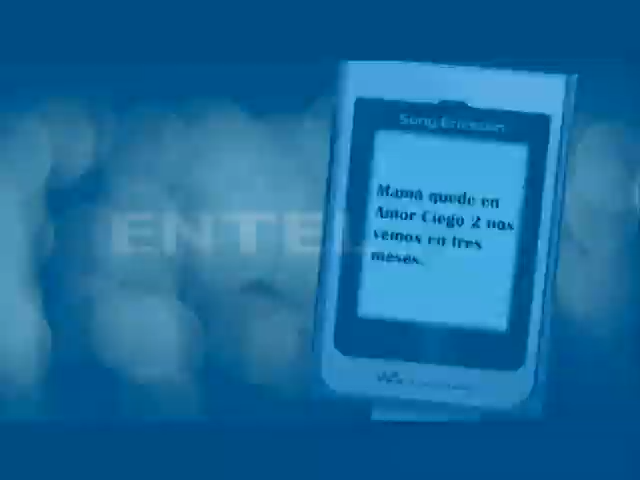 Sony Ericsson
Mamá quedé en
Amor Ciego 2 nos
vemos en tres
meses.
ENTEL